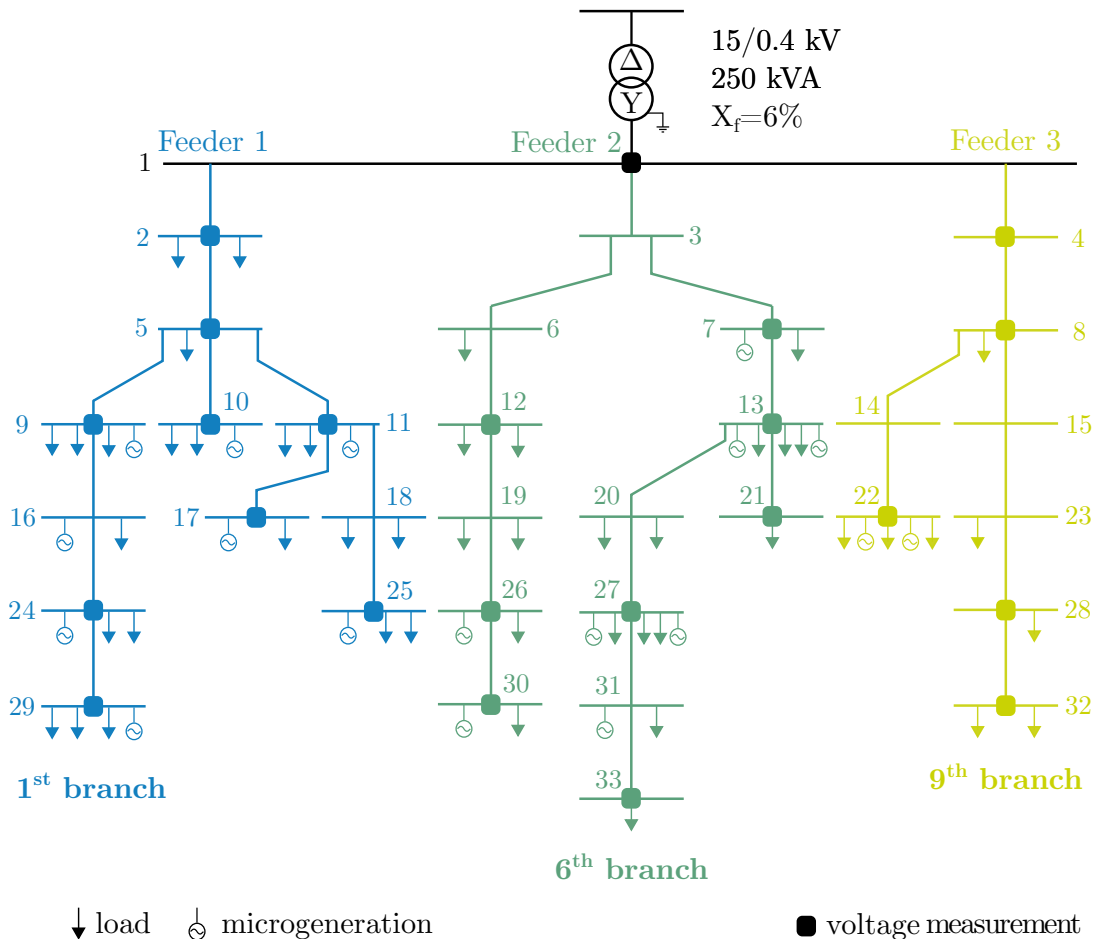 Δ
Y
15/0.4 kV
250 kVA
X_f=6%
Feeder 1
Feeder 2
Feeder 3
1
2
3
4
5
6
7
8
9
10
11
12
13
14
15
16
17
18
19
20
21
22
23
24
25
26
27
28
29
30
31
32
1st branch
33
9th branch
6th branch
load
microgeneration
voltage measurement